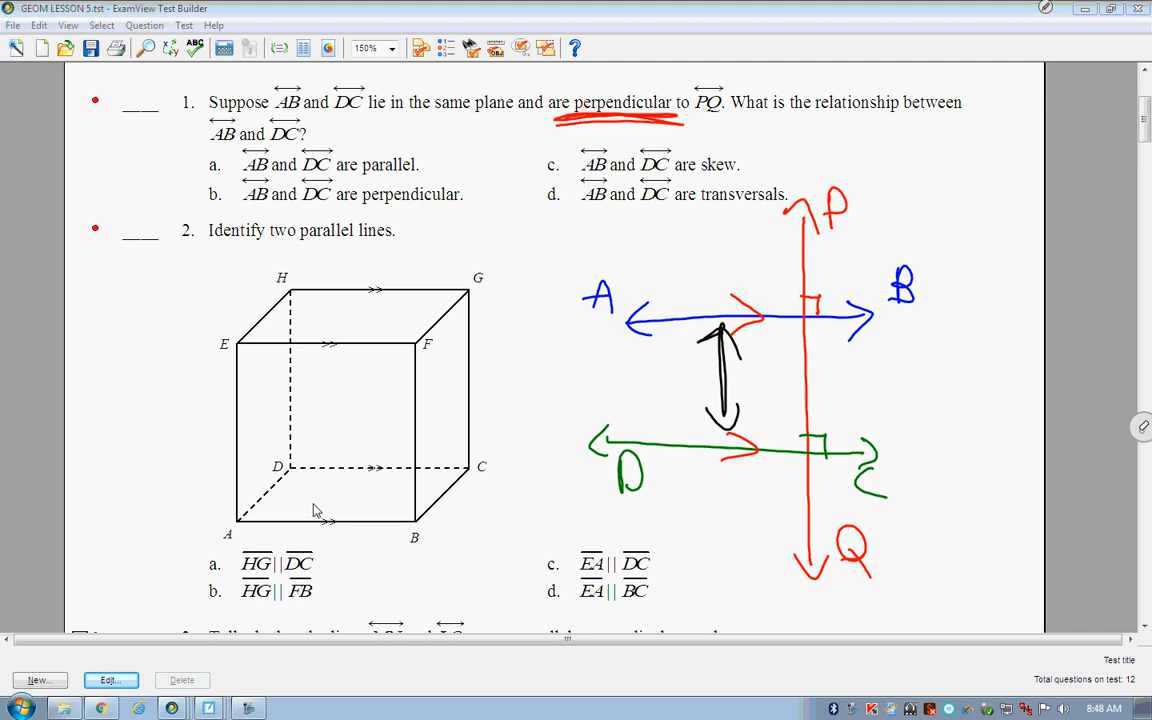 GEOM LESSON 5.tst - ExamView Test Builder
File Edit View Select Question Test Help
ABC 150% OBJ ?
1. Suppose AB and DC lie in the same plane and are perpendicular to PQ. What is the relationship between
AB and DC?
a. AB and DC are parallel.
c. AB and DC are skew.
b. AB and DC are perpendicular.
d. AB and DC are transversals.
P
2. Identify two parallel lines.
H G
A B
E F
D C
D C
A B
Q
a. HG || DC
c. EA || DC
b. HG || FB
d. EA || BC
New... Edit... Delete
Test title
Total questions on test: 12
8:48 AM